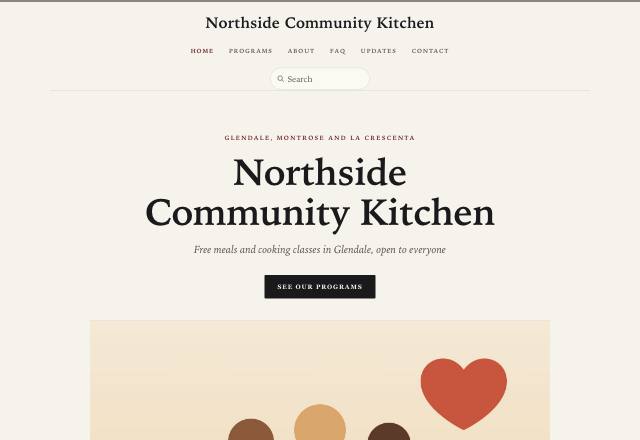 Northside Community Kitchen
HOME PROGRAMS ABOUT FAQ UPDATES CONTACT
Search
GLENDALE, MONTROSE AND LA CRESCENTA
Northside
Community Kitchen
Free meals and cooking classes in Glendale, open to everyone
SEE OUR PROGRAMS